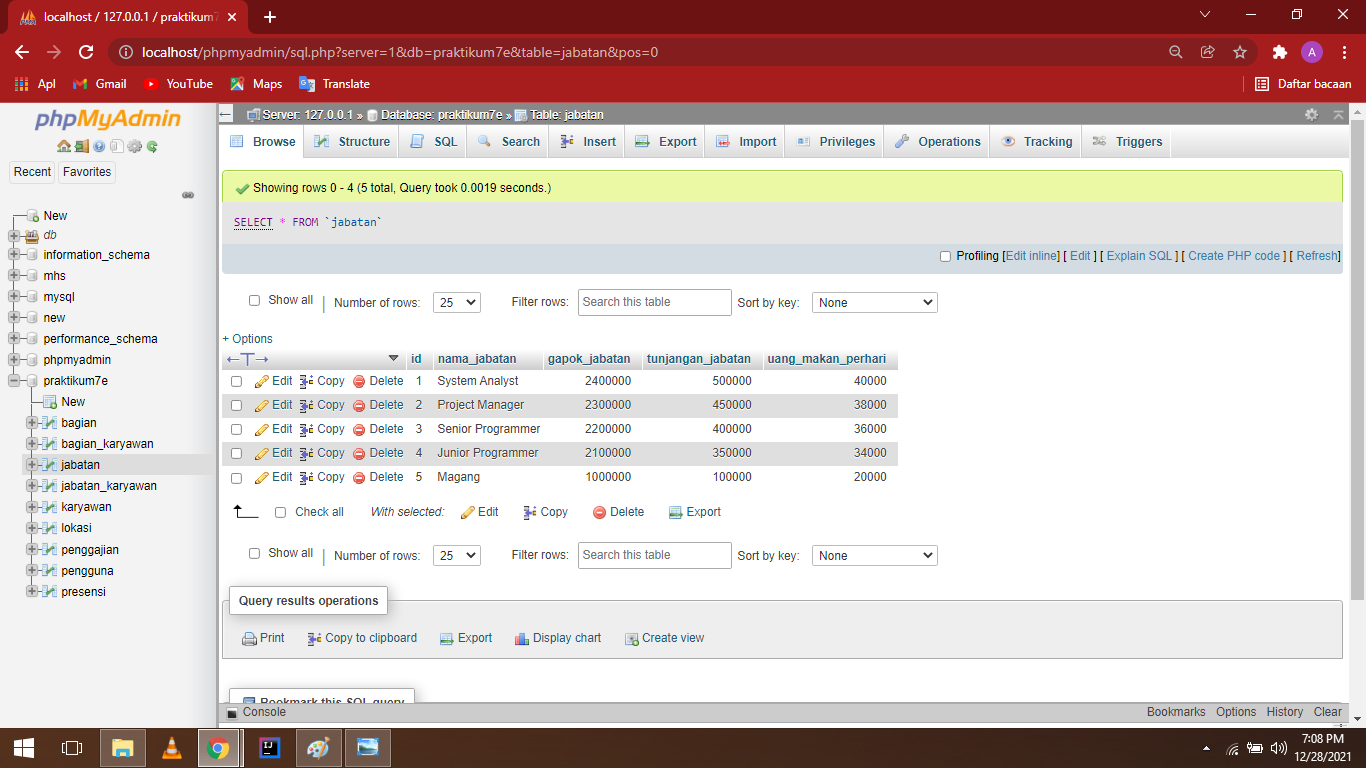 localhost / 127.0.0.1 / praktikum7
localhost/phpmyadmin/sql.php?server=1&db=praktikum7e&table=jabatan&pos=0
A
Apl Gmail YouTube Maps Translate Daftar bacaan
phpMyAdmin
Recent Favorites
New
db
information_schema
mhs
mysql
new
performance_schema
phpmyadmin
praktikum7e
New
bagian
bagian_karyawan
jabatan
jabatan_karyawan
karyawan
lokasi
penggajian
pengguna
presensi
Server: 127.0.0.1 » Database: praktikum7e » Table: jabatan
Browse Structure SQL Search Insert Export Import Privileges Operations Tracking Triggers
Showing rows 0 - 4 (5 total, Query took 0.0019 seconds.)
SELECT * FROM `jabatan`
Profiling [Edit inline] [ Edit ] [ Explain SQL ] [ Create PHP code ] [ Refresh]
Show all | Number of rows: 25 Filter rows: Search this table Sort by key: None
+ Options
←T→ id nama_jabatan gapok_jabatan tunjangan_jabatan uang_makan_perhari
Edit Copy Delete 1 System Analyst 2400000 500000 40000
Edit Copy Delete 2 Project Manager 2300000 450000 38000
Edit Copy Delete 3 Senior Programmer 2200000 400000 36000
Edit Copy Delete 4 Junior Programmer 2100000 350000 34000
Edit Copy Delete 5 Magang 1000000 100000 20000
Check all With selected: Edit Copy Delete Export
Show all | Number of rows: 25 Filter rows: Search this table Sort by key: None
Query results operations
Print Copy to clipboard Export Display chart Create view
Bookmark this SQL query
Console Bookmarks Options History Clear
7:08 PM
12/28/2021